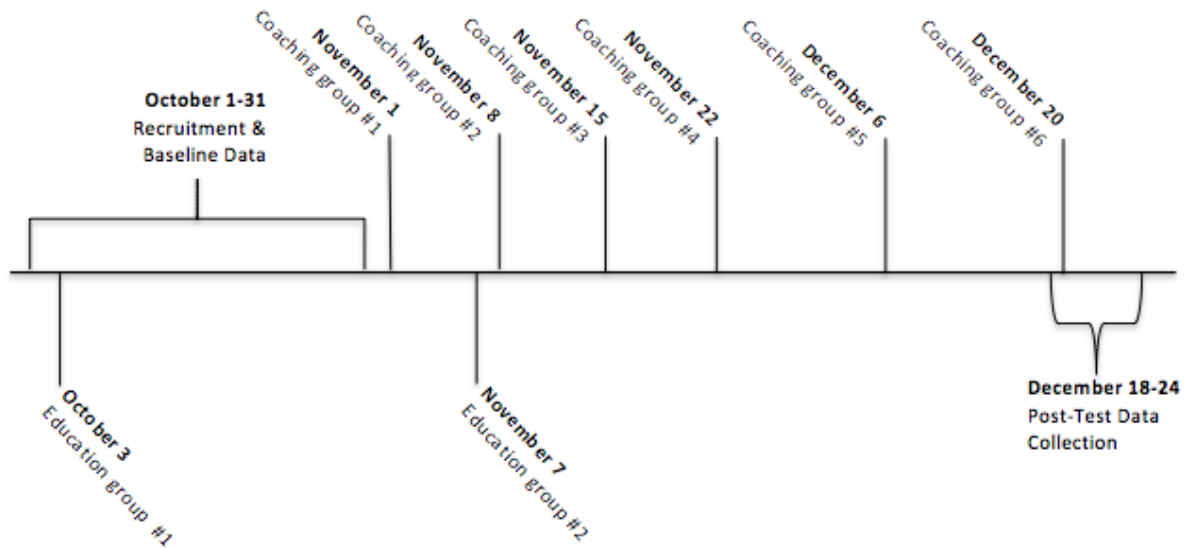 October 1-31
Recruitment &
Baseline Data
November 1
Coaching group #1
November 8
Coaching group #2
November 15
Coaching group #3
November 22
Coaching group #4
December 6
Coaching group #5
December 20
Coaching group #6
October 3
Education group #1
November 7
Education group #2
December 18-24
Post-Test Data
Collection